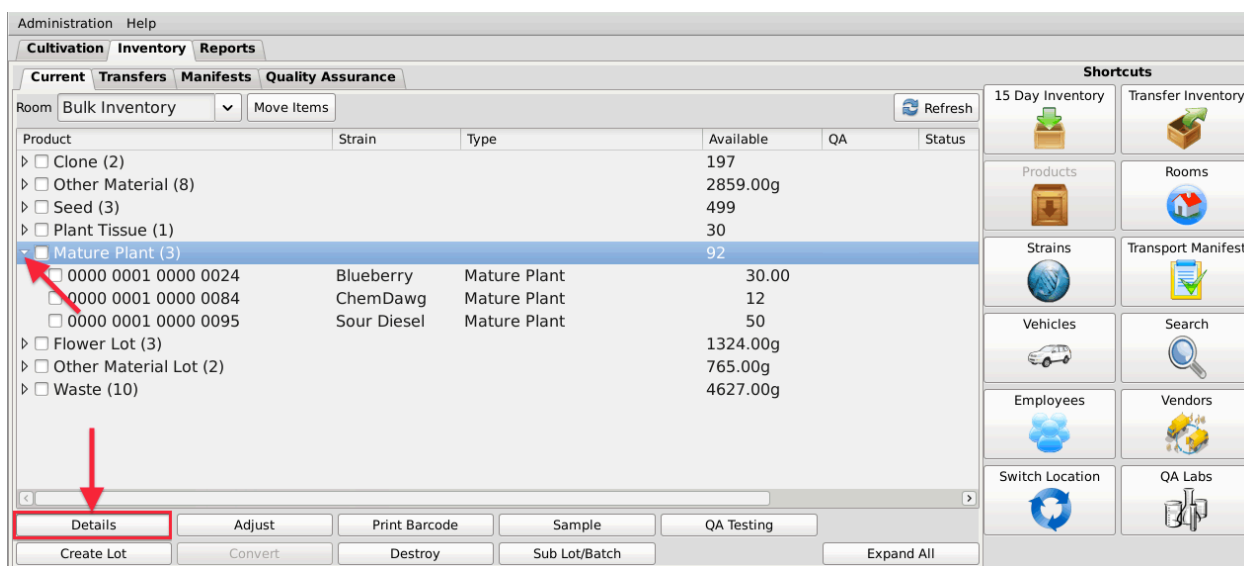 Administration Help
Cultivation Inventory Reports
Current Transfers Manifests Quality Assurance
Shortcuts
Room Bulk Inventory Move Items Refresh
15 Day Inventory Transfer Inventory
Product Strain Type Available QA Status
Clone (2) 197
Other Material (8) 2859.00g
Products Rooms
Seed (3) 499
Plant Tissue (1) 30
Mature Plant (3) 92
Strains Transport Manifest
0000 0001 0000 0024 Blueberry Mature Plant 30.00
0000 0001 0000 0084 ChemDawg Mature Plant 12
0000 0001 0000 0095 Sour Diesel Mature Plant 50
Vehicles Search
Flower Lot (3) 1324.00g
Other Material Lot (2) 765.00g
Waste (10) 4627.00g
Employees Vendors
Switch Location QA Labs
Details Adjust Print Barcode Sample QA Testing
Create Lot Convert Destroy Sub Lot/Batch Expand All